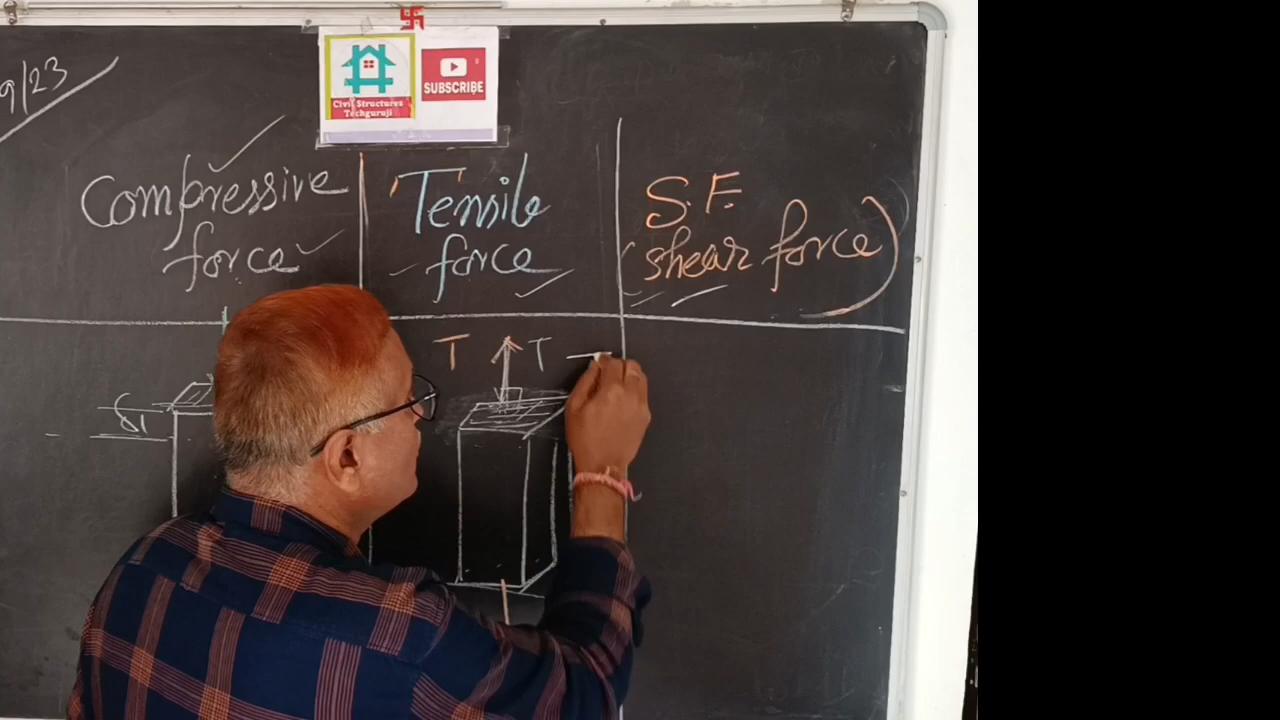 9/23
Civil Structures
Techguruji
SUBSCRIBE
Compressive
force
Tensile
force
S.F.
(shear force)
T T